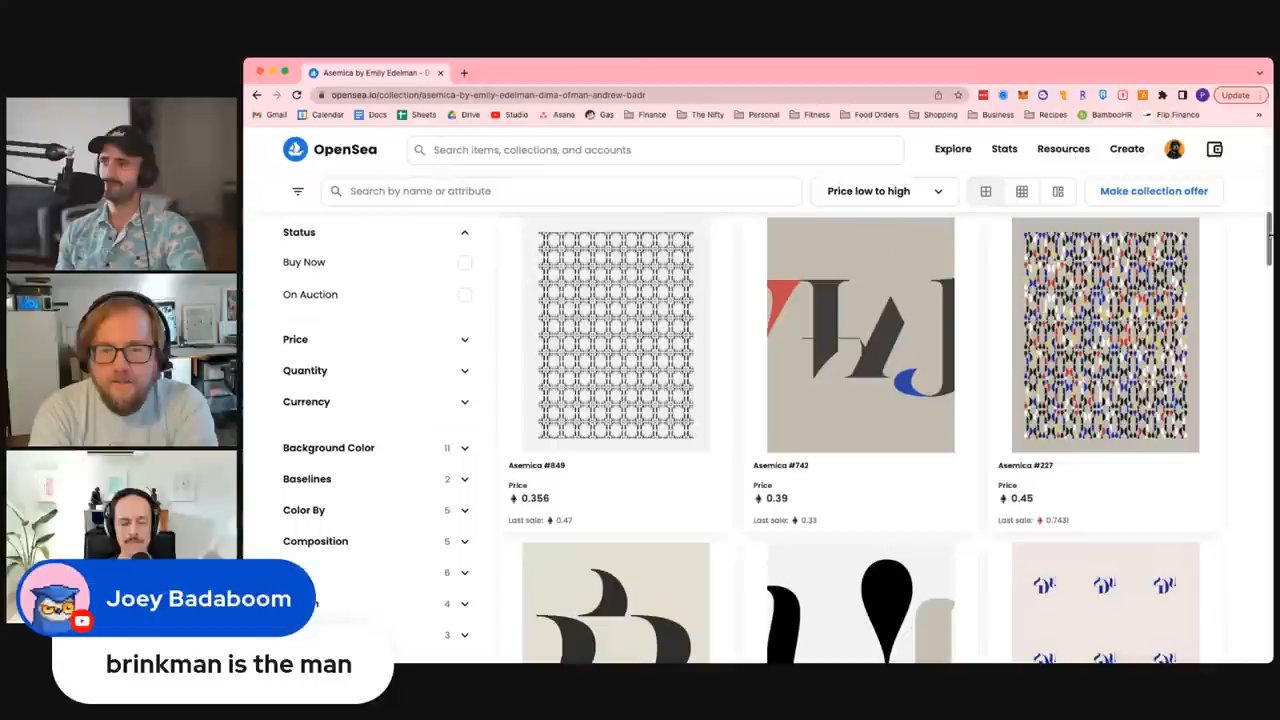 Asemica by Emily Edelman - D
opensea.io/collection/asemica-by-emily-edelman-dima-ofman-andrew-badr
Update
Gmail
Calendar
Docs
Sheets
Drive
Studio
Asana
Gas
Finance
The Nifty
Personal
Fitness
Food Orders
Shopping
Business
Recipes
BambooHR
Flip.Finance
»
OpenSea
Search items, collections, and accounts
Explore
Stats
Resources
Create
Search by name or attribute
Price low to high
Make collection offer
Status
Buy Now
On Auction
Price
Quantity
Currency
Background Color 11
Baselines 2
Color By 5
Composition 5
6
4
3
Asemica #849
Price
0.356
Last sale: 0.47
Asemica #742
Price
0.39
Last sale: 0.33
Asemica #227
Price
0.45
Last sale: 0.7431
Joey Badaboom
brinkman is the man